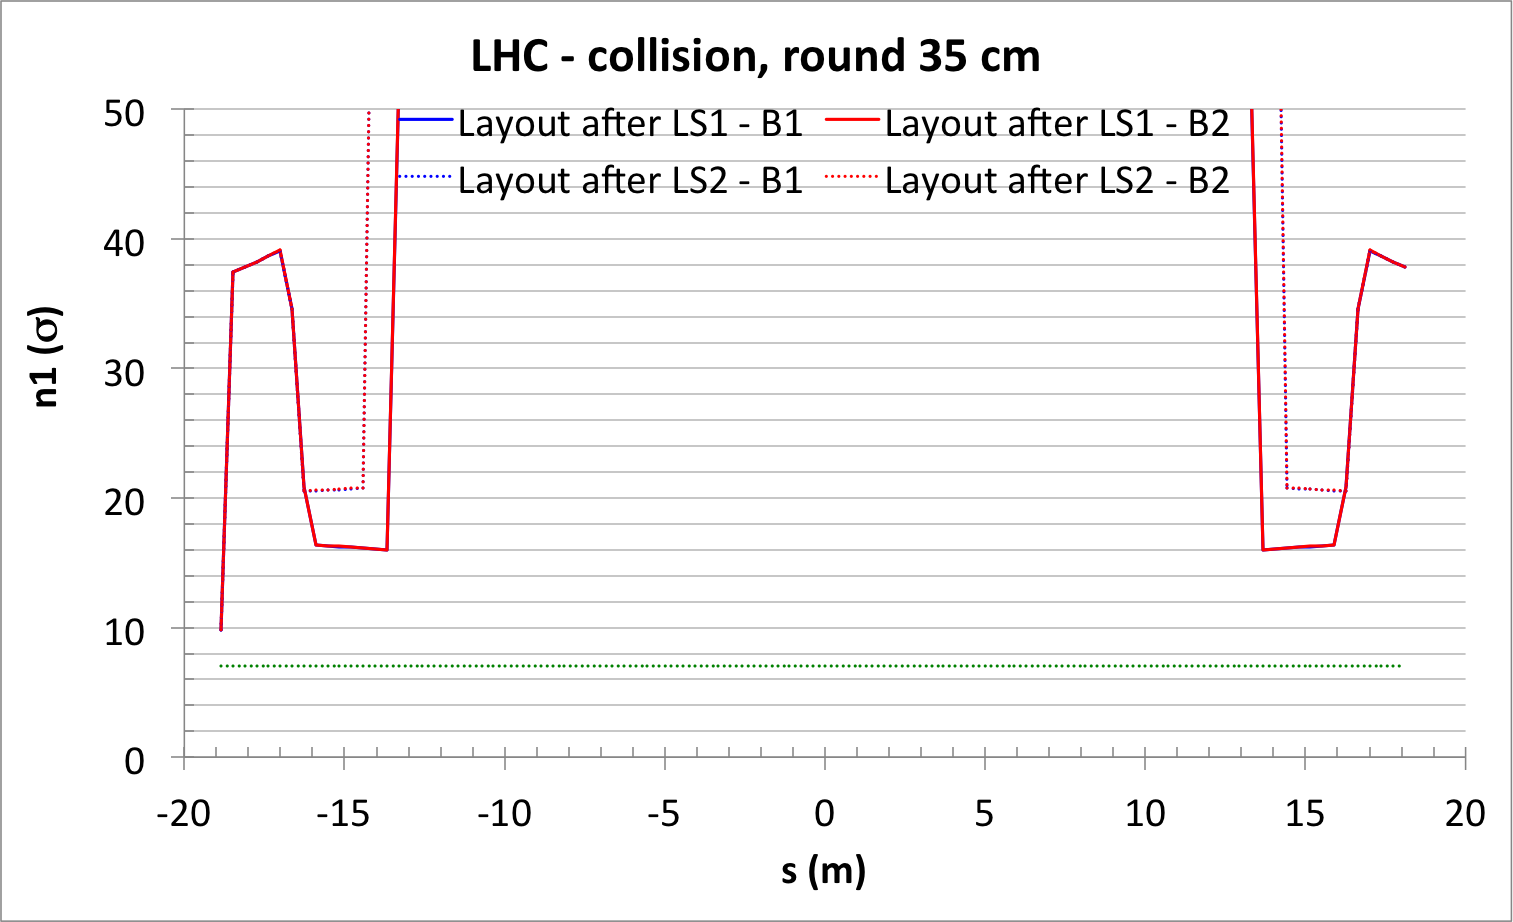 LHC - collision, round 35 cm
50
Layout after LS1 - B1 Layout after LS1 - B2
Layout after LS2 - B1 Layout after LS2 - B2
40
30
20
10
0
n1 (σ)
-20 -15 -10 -5 0 5 10 15 20
s (m)